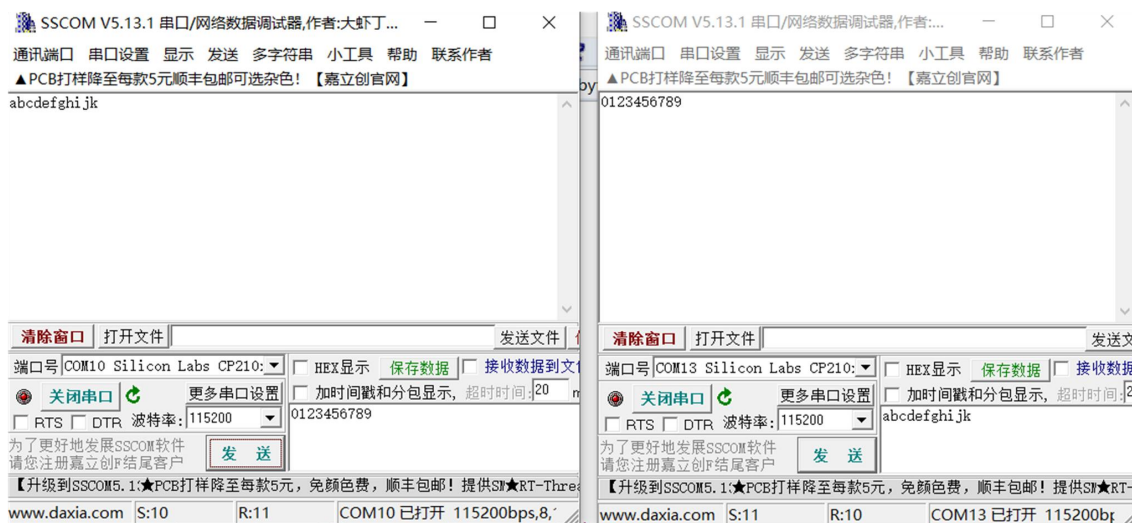 SSCOM V5.13.1 串口/网络数据调试器,作者:大虾丁...
通讯端口 串口设置 显示 发送 多字符串 小工具 帮助 联系作者
▲PCB打样降至每款5元顺丰包邮可选杂色!【嘉立创官网】
abcdefghijk
清除窗口 打开文件 发送文件
端口号 COM10 Silicon Labs CP210: HEX显示 保存数据 接收数据到文
关闭串口 更多串口设置 加时间戳和分包显示, 超时时间: 20 m
RTS DTR 波特率: 115200 0123456789
为了更好地发展SSCOM软件
请您注册嘉立创F结尾客户 发 送
【升级到SSCOM5.1:★PCB打样降至每款5元,免颜色费,顺丰包邮!提供SM★RT-Threa
www.daxia.com S:10 R:11 COM10 已打开 115200bps,8,
by
SSCOM V5.13.1 串口/网络数据调试器,作者:...
通讯端口 串口设置 显示 发送 多字符串 小工具 帮助 联系作者
▲PCB打样降至每款5元顺丰包邮可选杂色!【嘉立创官网】
0123456789
清除窗口 打开文件 发送文
端口号 COM13 Silicon Labs CP210: HEX显示 保存数据 接收数据
关闭串口 更多串口设置 加时间戳和分包显示, 超时时间: 2
RTS DTR 波特率: 115200 abcdefghijk
为了更好地发展SSCOM软件
请您注册嘉立创F结尾客户 发 送
【升级到SSCOM5.1:★PCB打样降至每款5元,免颜色费,顺丰包邮!提供SM★RT-
www.daxia.com S:11 R:10 COM13 已打开 115200bp